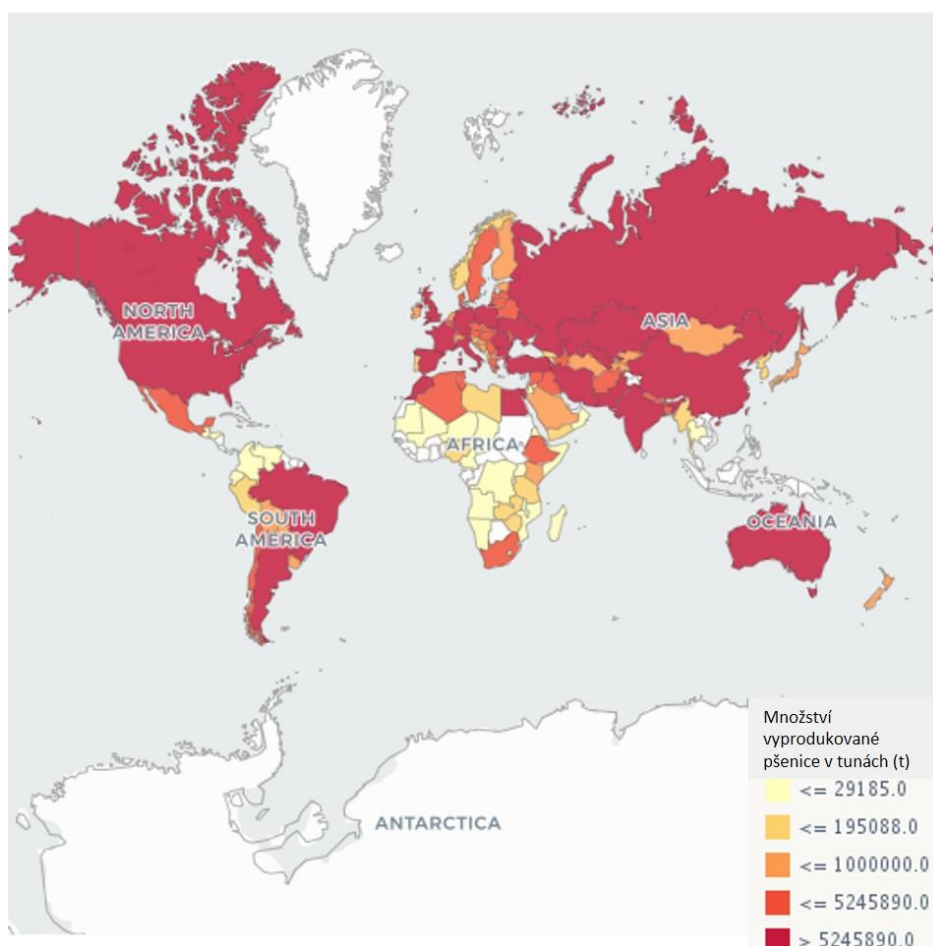 NORTH
AMERICA
ASIA
AFRICA
SOUTH
AMERICA
OCEANIA
ANTARCTICA
Množství
vyprodukované
pšenice v tunách (t)
<= 29185.0
<= 195088.0
<= 1000000.0
<= 5245890.0
> 5245890.0